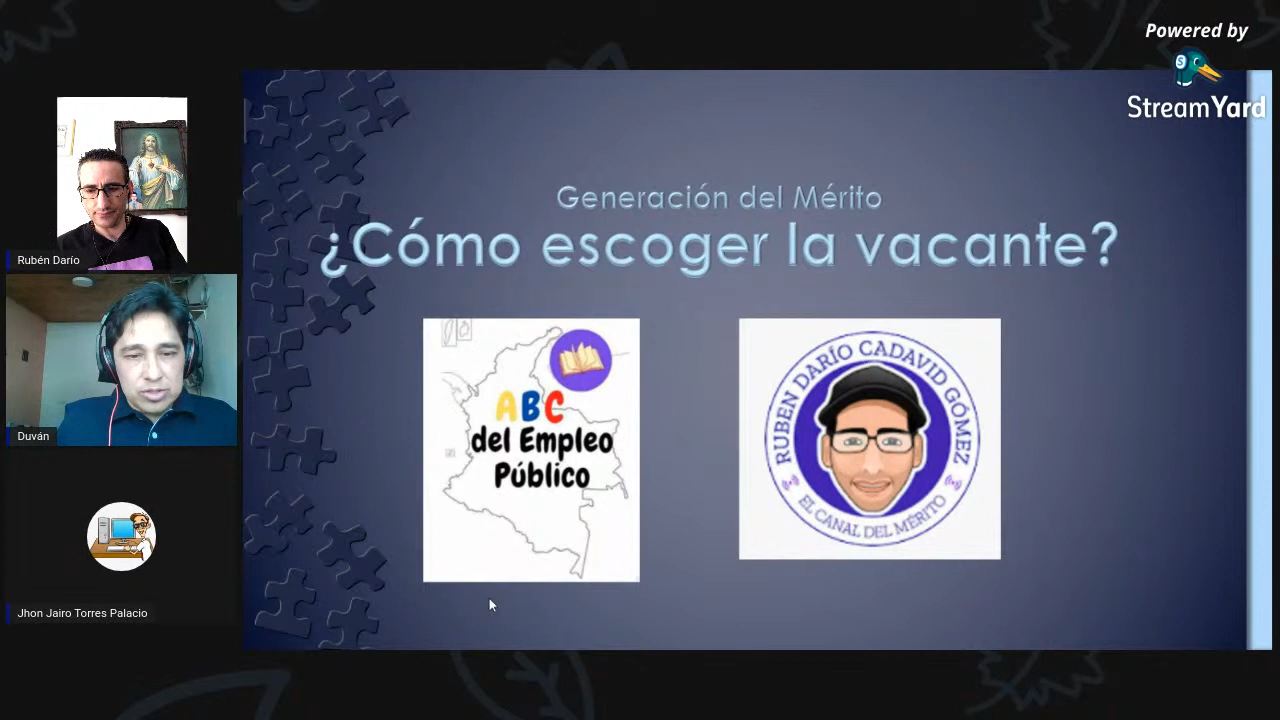 Powered by
StreamYard
Rubén Darío
Duván
Jhon Jairo Torres Palacio
Generación del Mérito
¿Cómo escoger la vacante?
ABC
del Empleo
Público
RUBEN DARÍO CADAVID GÓMEZ
EL CANAL DEL MÉRITO